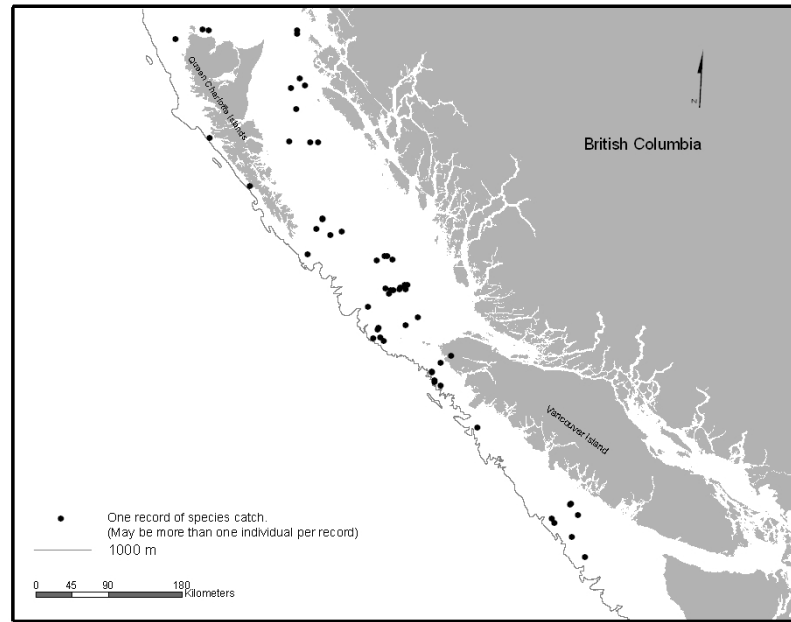 Queen Charlotte Islands
N
British Columbia
Vancouver Island
One record of species catch.
(May be more than one individual per record)
1000 m
0 45 90 180
Kilometers